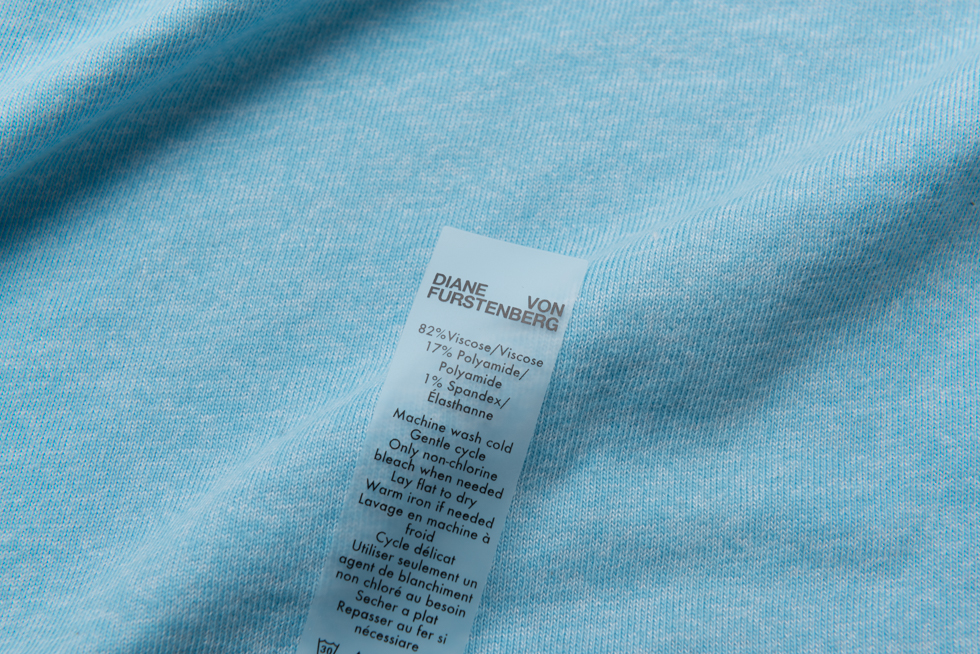 DIANE VON
FURSTENBERG
82%Viscose/Viscose
17% Polyamide/
Polyamide
1% Spandex/
Élasthanne
Machine wash cold
Gentle cycle
Only non-chlorine
bleach when needed
Lay flat to dry
Warm iron if needed
Lavage en machine à
froid
Cycle délicat
Utiliser seulement un
agent de blanchiment
non chloré au besoin
Secher a plat
Repasser au fer si
nécessiare
30